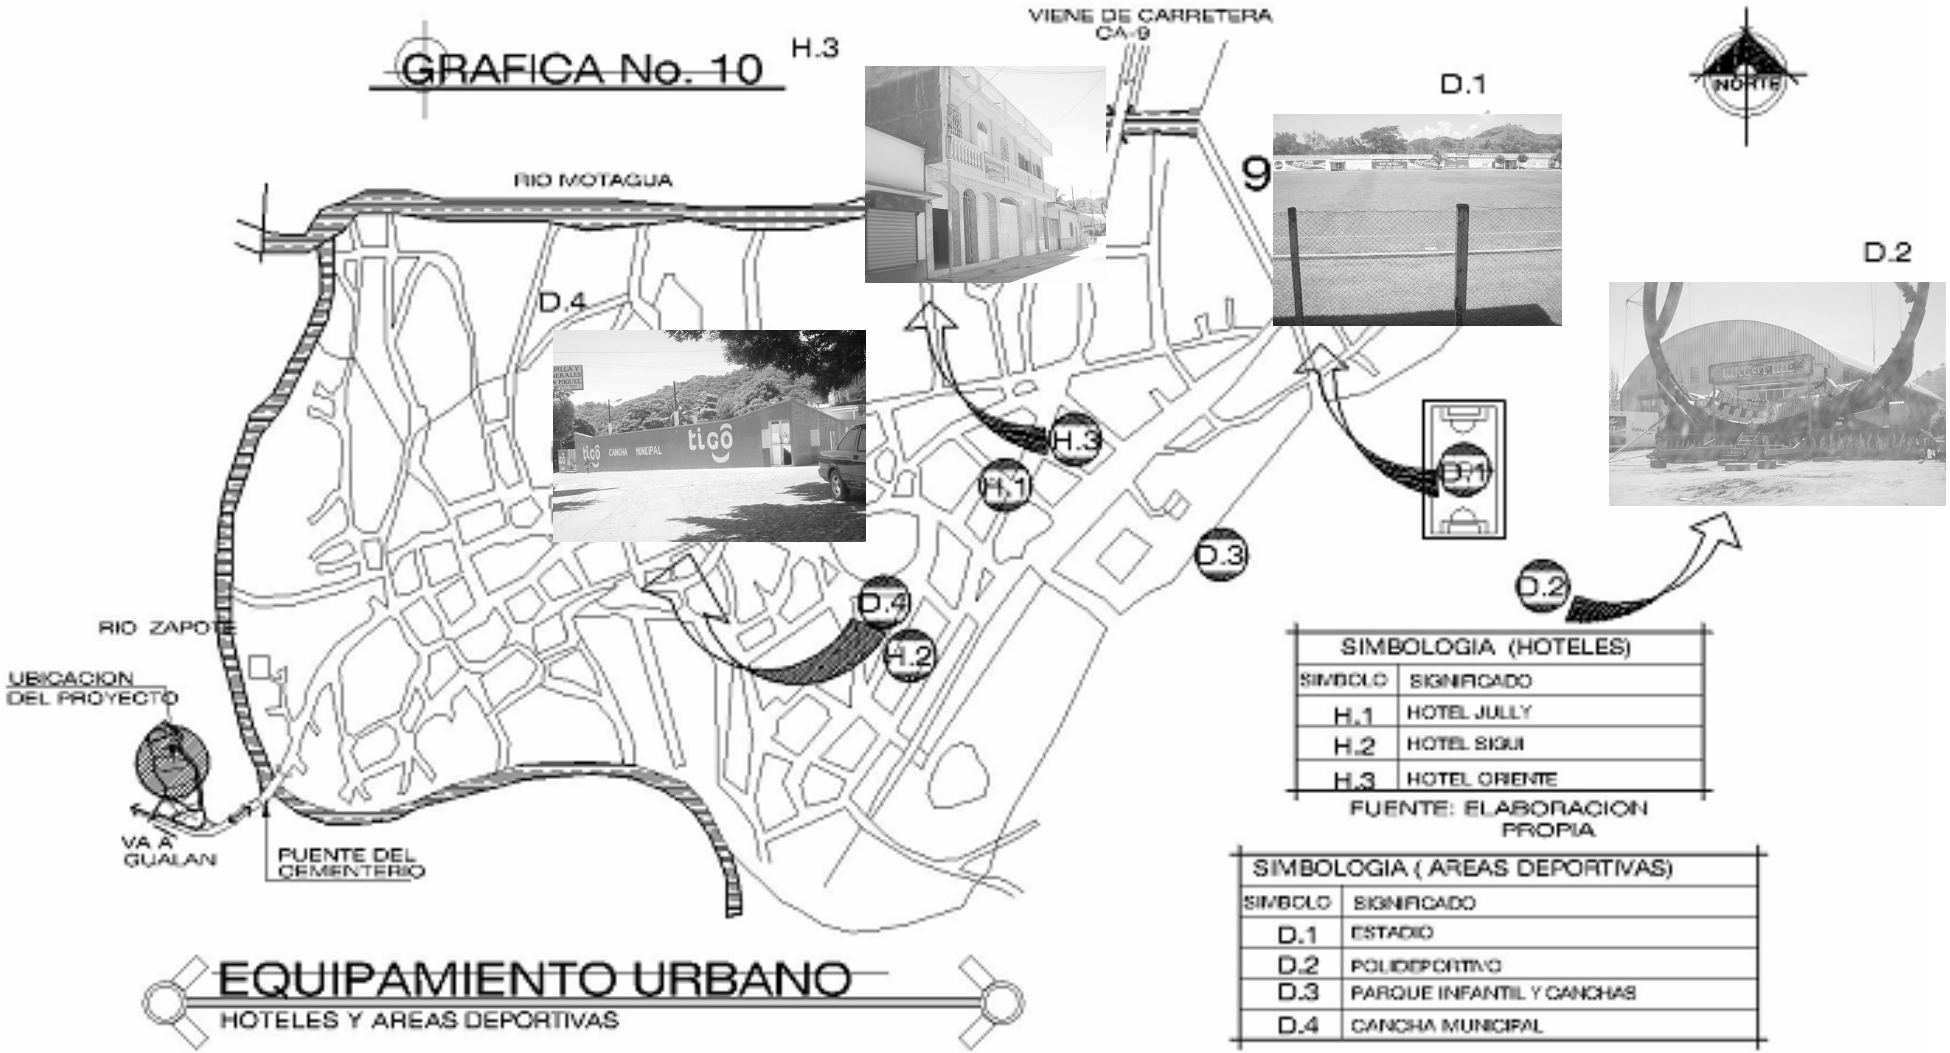 VIENE DE CARRETERA
CA-9
GRAFICA No. 10
H.3
D.1
NORTE
9
RIO MOTAGUA
D.2
D.4
tigo CANCHA MUNICIPAL tigo
H.3
H.1
D.1
D.3
D.2
D.4
H.2
RIO ZAPOTE
UBICACION
DEL PROYECTO
VA A
GUALAN
PUENTE DEL
CEMENTERIO
SIMBOLOGIA (HOTELES)
SIMBOLO SIGNIFICADO
H.1 HOTEL JULLY
H.2 HOTEL SIGUI
H.3 HOTEL ORIENTE
FUENTE: ELABORACION
PROPIA
SIMBOLOGIA ( AREAS DEPORTIVAS)
SIMBOLO SIGNIFICADO
D.1 ESTADIO
D.2 POLIDEPORTIVO
D.3 PARQUE INFANTIL Y CANCHAS
D.4 CANCHA MUNICIPAL
EQUIPAMIENTO URBANO
HOTELES Y AREAS DEPORTIVAS